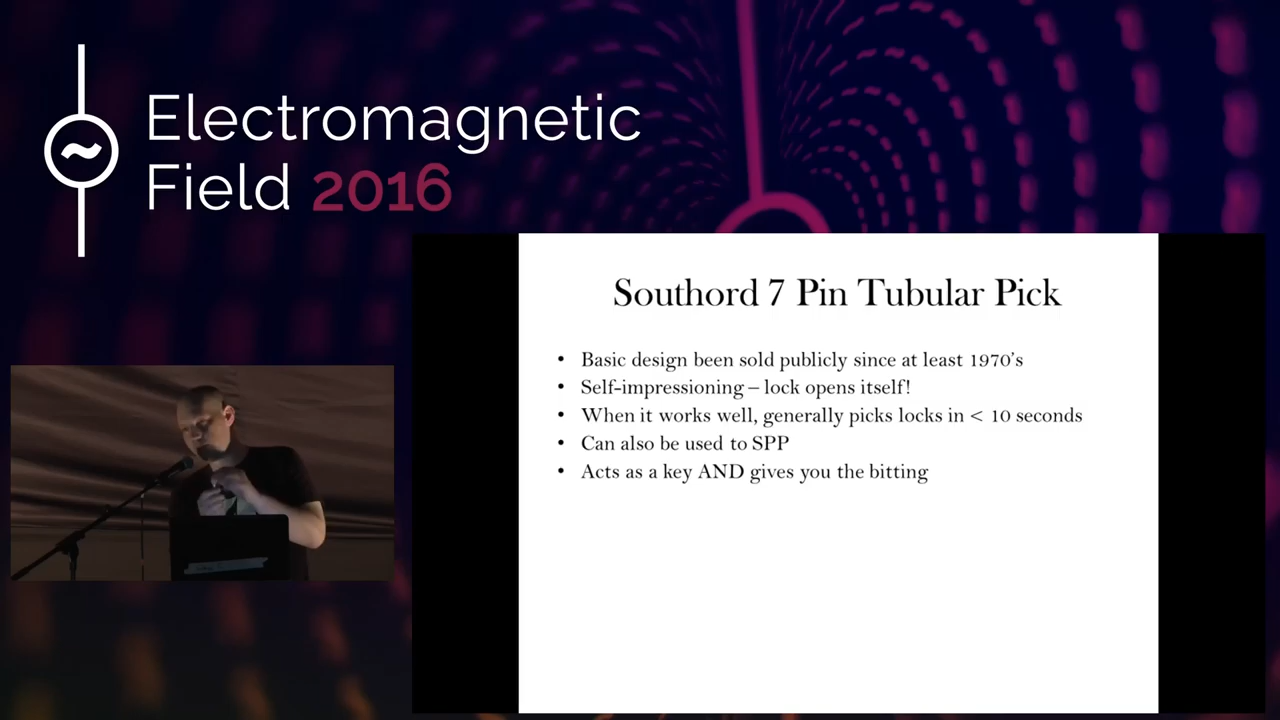 Electromagnetic
Field 2016
Southord 7 Pin Tubular Pick
• Basic design been sold publicly since at least 1970's
• Self-impressioning – lock opens itself!
• When it works well, generally picks locks in < 10 seconds
• Can also be used to SPP
• Acts as a key AND gives you the bitting